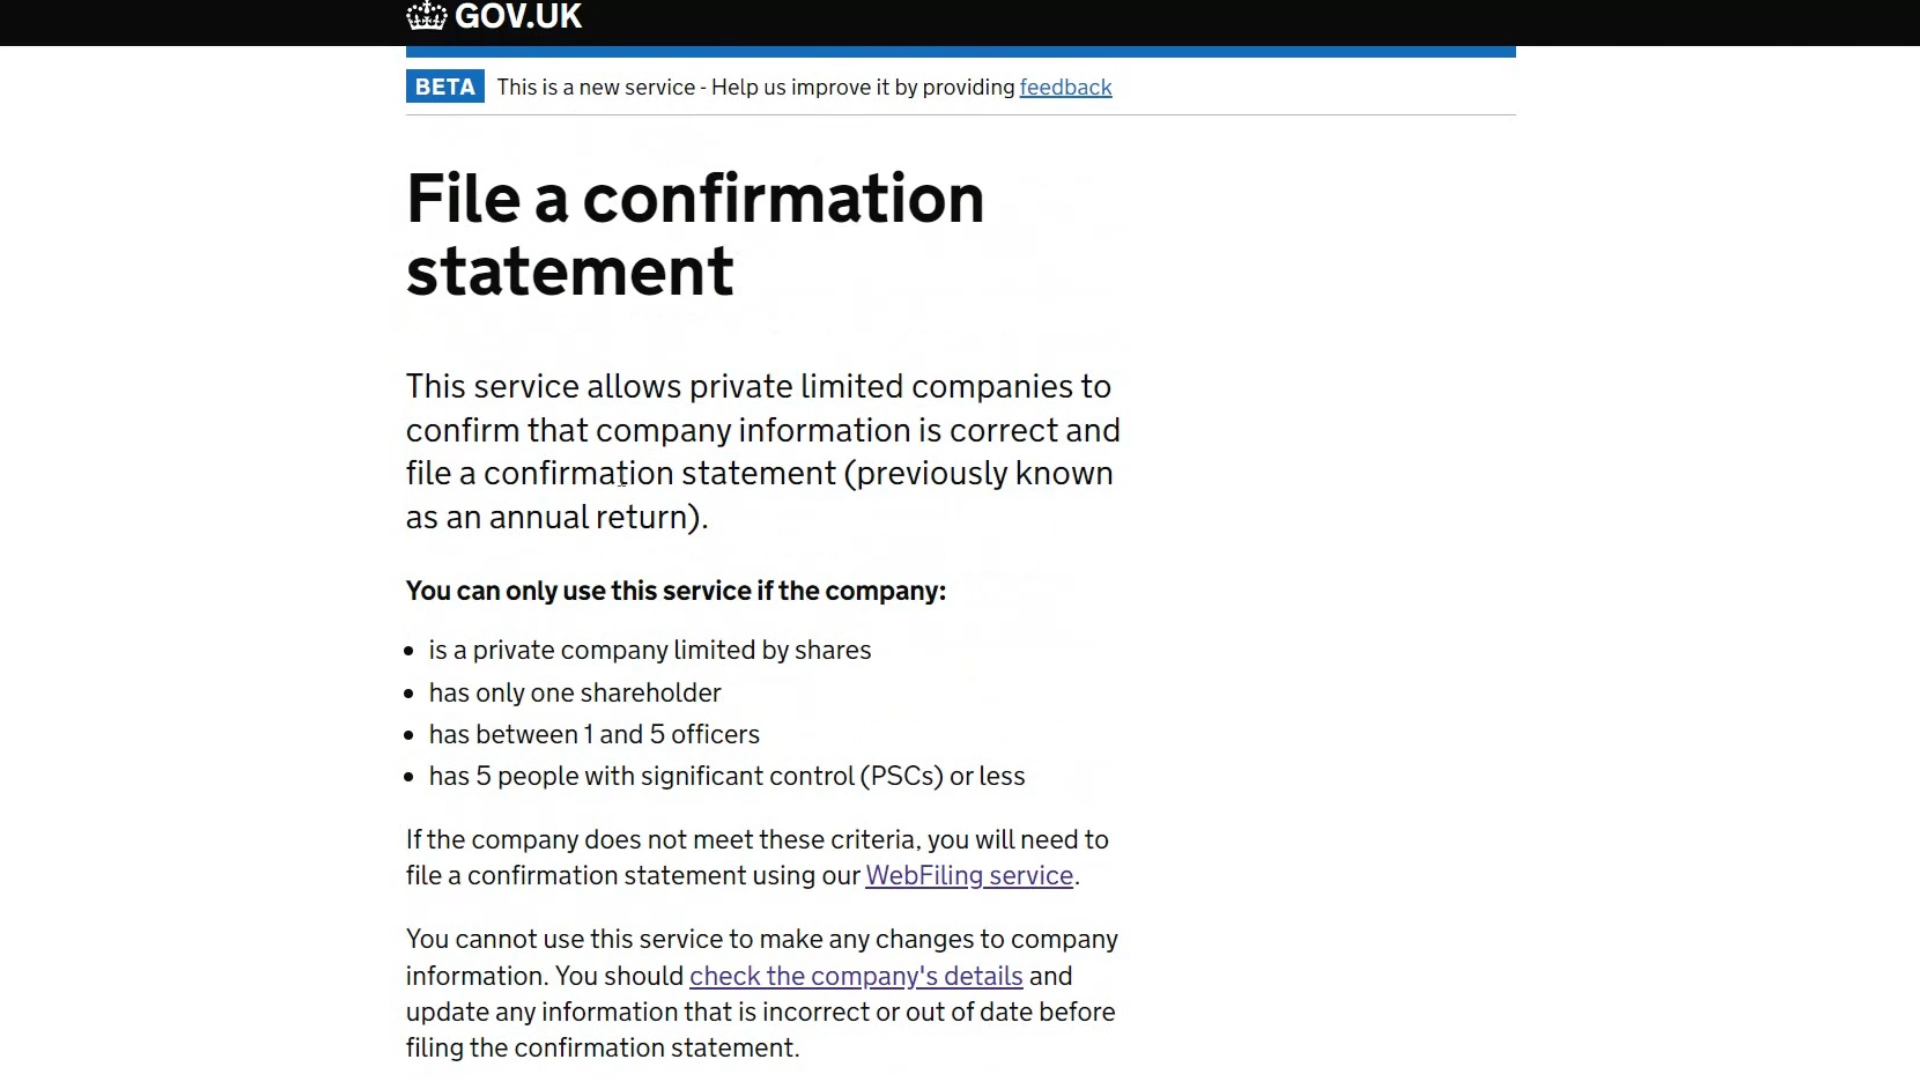 GOV.UK
BETA This is a new service - Help us improve it by providing feedback
File a confirmation
statement
This service allows private limited companies to
confirm that company information is correct and
file a confirmation statement (previously known
as an annual return).
You can only use this service if the company:
• is a private company limited by shares
• has only one shareholder
• has between 1 and 5 officers
• has 5 people with significant control (PSCs) or less
If the company does not meet these criteria, you will need to
file a confirmation statement using our WebFiling service.
You cannot use this service to make any changes to company
information. You should check the company's details and
update any information that is incorrect or out of date before
filing the confirmation statement.